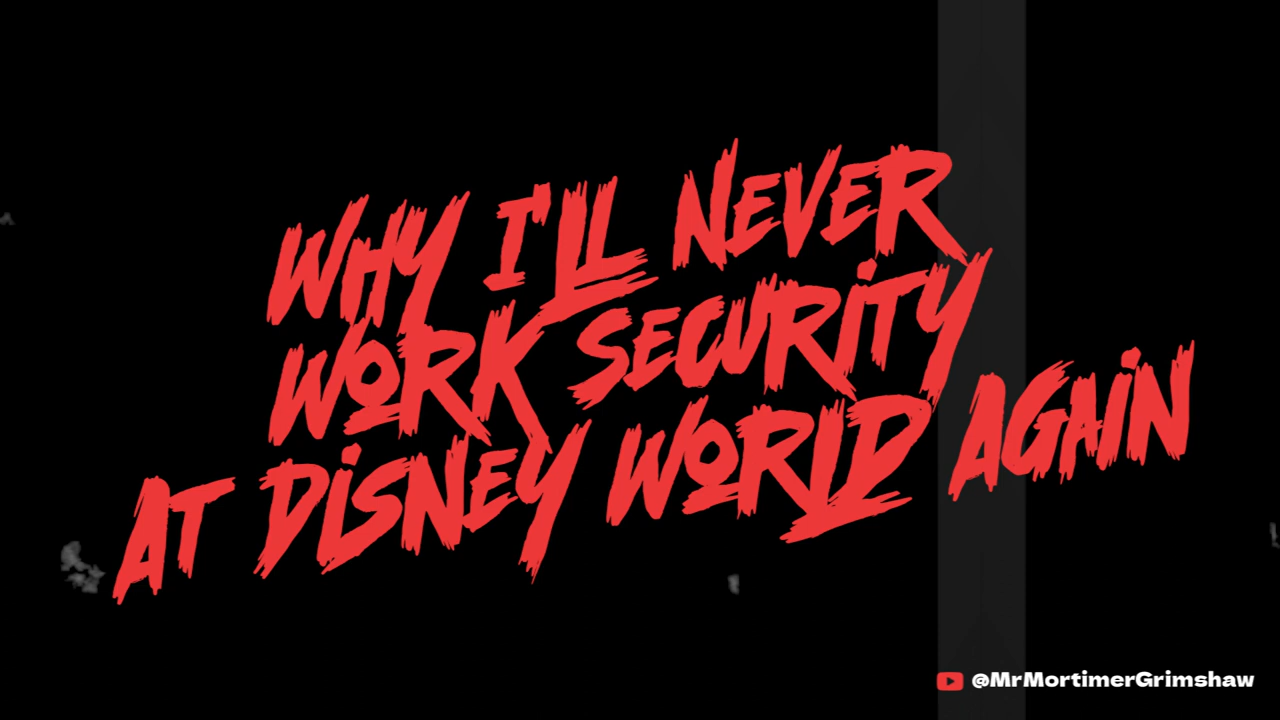 WHY I'LL NEVER
WORK SECURITY
AT DISNEY WORLD AGAIN
@MrMortimerGrimshaw